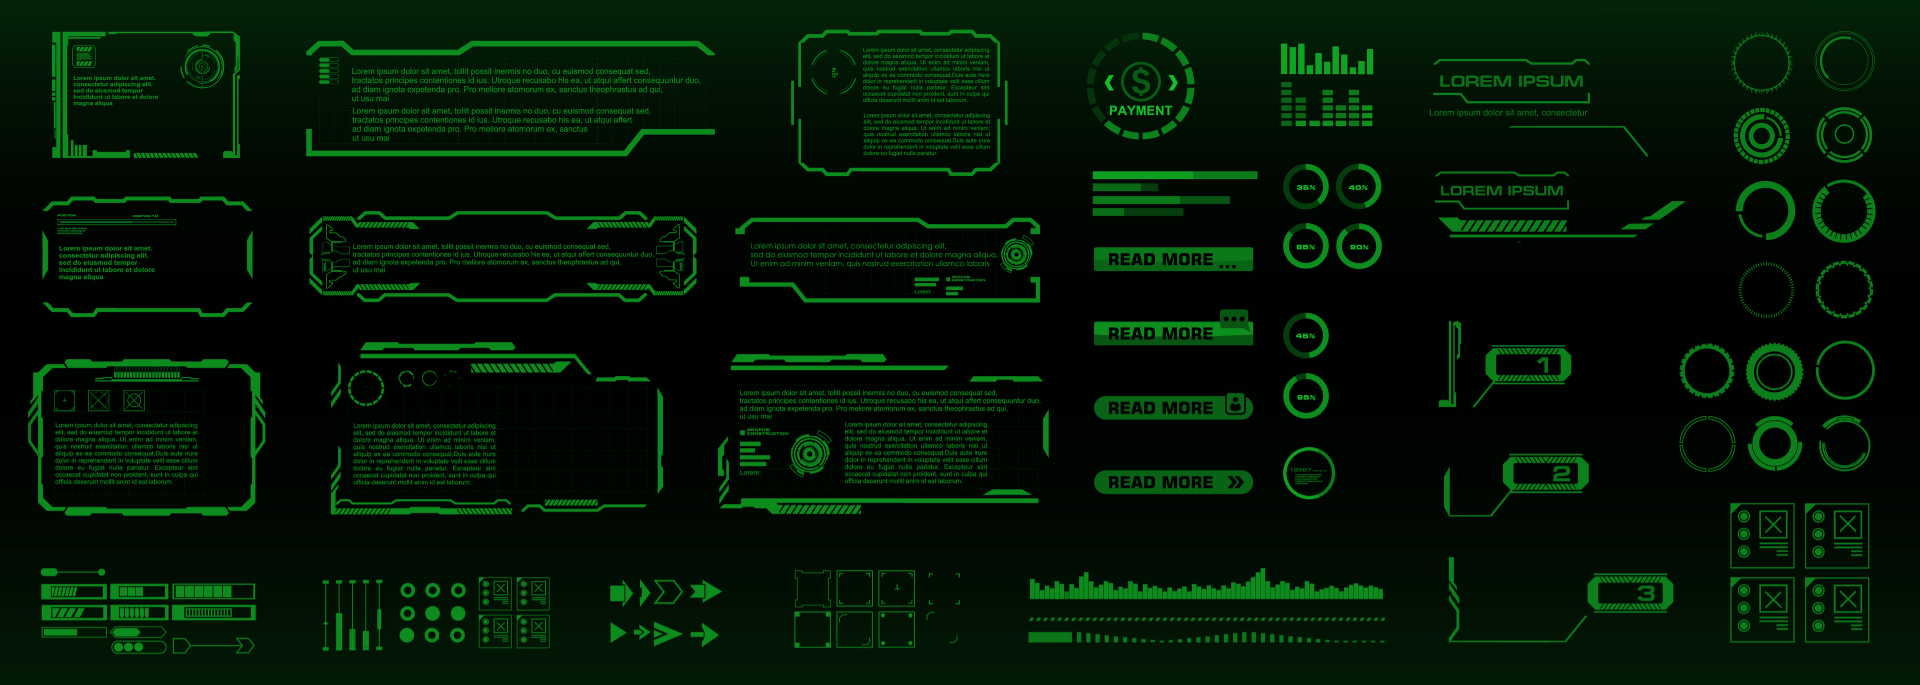 Lorem ipsum dolor sit amet.
consectetur adipiscing elit.
sed do eiusmod tempor
incididunt ut labore et dolore
magna aliqua
Lorem ipsum dolor sit amet, tollit possit inermis no duo, cu euismod consequat sed,
tractatos principes contentiones id ius. Utroque recusabo his ea, ut atqui affert consequuntur duo,
ad diam ignota expetenda pro. Pro meliore atomorum ex, sanctus theophrastus ad qui,
ut usu mai
Lorem ipsum dolor sit amet, tollit possit inermis no duo, cu euismod consequat sed,
tractatos principes contentiones id ius. Utroque recusabo his ea, ut atqui affert
ad diam ignota expetenda pro. Pro meliore atomorum ex, sanctus
ut usu mai
Lorem ipsum dolor sit amet, consectetur adipiscing
elit, sed do eiusmod tempor incididunt ut labore et
dolore magna aliqua. Ut enim ad minim veniam,
quis nostrud exercitation ullamco laboris nisi ut
aliquip ex ea commodo consequat.Duis aute irure
dolor in reprehenderit in voluptate velit esse cillum
dolore eu fugiat nulla pariatur. Excepteur sint
occaecat cupidatat non proident, sunt in culpa qui
officia deserunt mollit anim id est laborum.
Lorem ipsum dolor sit amet, consectetur adipiscing
elit, sed do eiusmod tempor incididunt ut labore et
dolore magna aliqua. Ut enim ad minim veniam,
quis nostrud exercitation ullamco laboris nisi ut
aliquip ex ea commodo consequat.Duis aute irure
dolor in reprehenderit in voluptate velit esse cillum
dolore eu fugiat nulla pariatur.
$
PAYMENT
LOREM IPSUM
Lorem ipsum dolor sit amet, consectetur
LOREM IPSUM
36%
40%
65%
90%
45%
95%
READ MORE
READ MORE
READ MORE
READ MORE
Lorem ipsum dolor sit amet.
consectetur adipiscing elit.
sed do eiusmod tempor
incididunt ut labore et dolore
magna aliqua
Lorem ipsum dolor sit amet, tollit possit inermis no duo, cu euismod consequat sed,
tractatos principes contentiones id ius. Utroque recusabo his ea, ut atqui affert consequuntur duo,
ad diam ignota expetenda pro. Pro meliore atomorum ex, sanctus theophrastus ad qui,
ut usu mai
Lorem ipsum dolor sit amet, consectetur adipiscing elit,
sed do eiusmod tempor incididunt ut labore et dolore magna aliqua.
Ut enim ad minim veniam, quis nostrud exercitation ullamco laboris
GRAPHIC
CONSTRUCTION
Lorem:
Lorem ipsum dolor sit amet, consectetur adipiscing
elit, sed do eiusmod tempor incididunt ut labore et
dolore magna aliqua. Ut enim ad minim veniam,
quis nostrud exercitation ullamco laboris nisi ut
aliquip ex ea commodo consequat.Duis aute irure
dolor in reprehenderit in voluptate velit esse cillum
dolore eu fugiat nulla pariatur. Excepteur sint
occaecat cupidatat non proident, sunt in culpa qui
officia deserunt mollit anim id est laborum.
Lorem ipsum dolor sit amet, consectetur adipiscing
elit, sed do eiusmod tempor incididunt ut labore et
dolore magna aliqua. Ut enim ad minim veniam,
quis nostrud exercitation ullamco laboris nisi ut
aliquip ex ea commodo consequat.Duis aute irure
dolor in reprehenderit in voluptate velit esse cillum
dolore eu fugiat nulla pariatur. Excepteur sint
occaecat cupidatat non proident, sunt in culpa qui
officia deserunt mollit anim id est laborum.
Lorem ipsum dolor sit amet, tollit possit inermis no duo, cu euismod consequat sed,
tractatos principes contentiones id ius. Utroque recusabo his ea, ut atqui affert consequuntur duo,
ad diam ignota expetenda pro. Pro meliore atomorum ex, sanctus theophrastus ad qui,
ut usu mai
GRAPHIC
CONSTRUCTION
Lorem:
Lorem ipsum dolor sit amet, consectetur adipiscing
elit, sed do eiusmod tempor incididunt ut labore et
dolore magna aliqua. Ut enim ad minim veniam,
quis nostrud exercitation ullamco laboris nisi ut
aliquip ex ea commodo consequat.Duis aute irure
dolor in reprehenderit in voluptate velit esse cillum
dolore eu fugiat nulla pariatur. Excepteur sint
occaecat cupidatat non proident, sunt in culpa qui
officia deserunt mollit anim id est laborum.
1
2
3